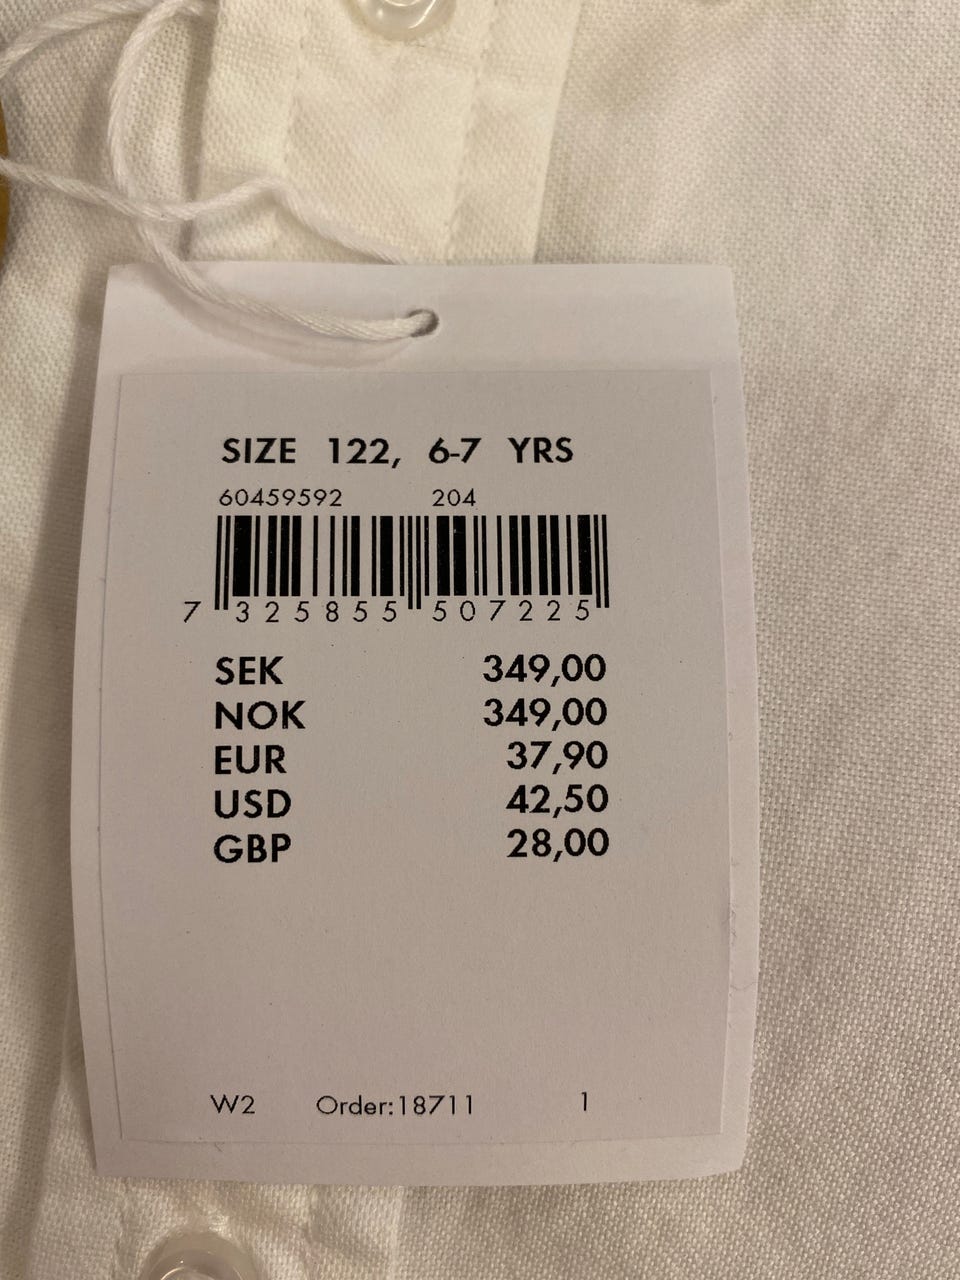 SIZE 122, 6-7 YRS
60459592 204
7 325855 507225
SEK 349,00
NOK 349,00
EUR 37,90
USD 42,50
GBP 28,00
W2 Order:18711 1